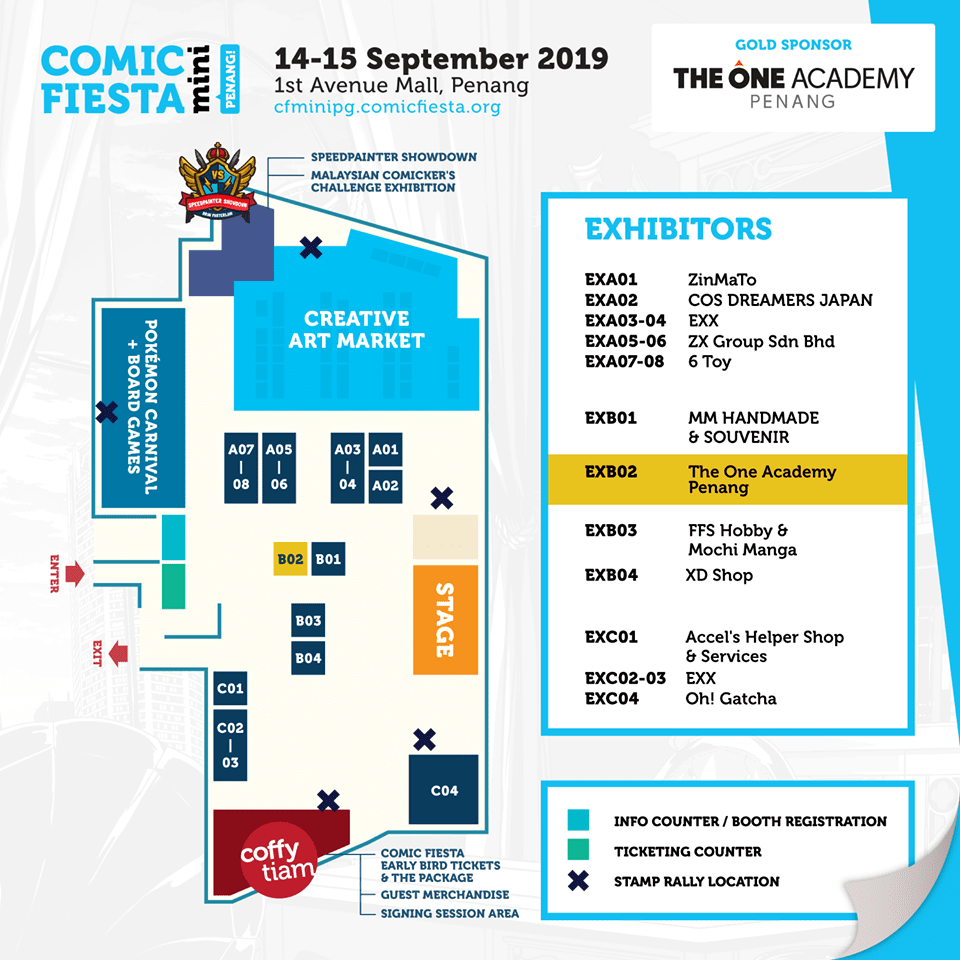 COMIC
FIESTA
mini
PENANG!
14-15 September 2019
1st Avenue Mall, Penang
cfminipg.comicfiesta.org
GOLD SPONSOR
THE ONE ACADEMY
PENANG
VS
SPEEDPAINTER SHOWDOWN
SPEEDPAINTER SHOWDOWN
MALAYSIAN COMICKER'S
CHALLENGE EXHIBITION
CREATIVE
ART MARKET
POKÉMON CARNIVAL
+ BOARD GAMES
A07
|
08
A05
|
06
A03
|
04
A01
A02
B02
B01
B03
B04
STAGE
ENTER
EXIT
C01
C02
|
03
C04
coffy
tiam
COMIC FIESTA
EARLY BIRD TICKETS
& THE PACKAGE
GUEST MERCHANDISE
SIGNING SESSION AREA
EXHIBITORS
EXA01 ZinMaTo
EXA02 COS DREAMERS JAPAN
EXA03-04 EXX
EXA05-06 ZX Group Sdn Bhd
EXA07-08 6 Toy
EXB01 MM HANDMADE
& SOUVENIR
EXB02 The One Academy
Penang
EXB03 FFS Hobby &
Mochi Manga
EXB04 XD Shop
EXC01 Accel's Helper Shop
& Services
EXC02-03 EXX
EXC04 Oh! Gatcha
INFO COUNTER / BOOTH REGISTRATION
TICKETING COUNTER
STAMP RALLY LOCATION